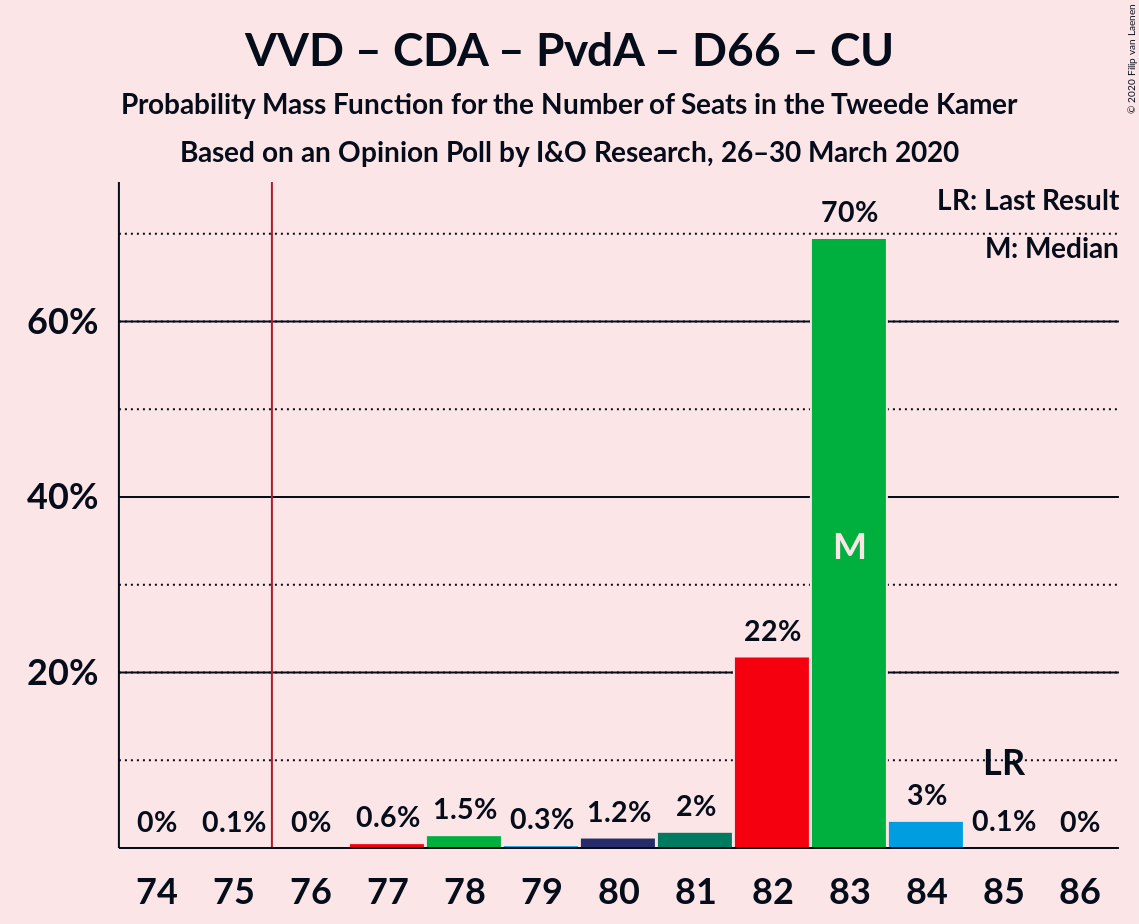 VVD – CDA – PvdA – D66 – CU
Probability Mass Function for the Number of Seats in the Tweede Kamer
Based on an Opinion Poll by I&O Research, 26–30 March 2020
© 2020 Filip van Laenen
LR: Last Result
M: Median
60%
40%
20%
0%
0.1%
0%
0.6%
1.5%
0.3%
1.2%
2%
22%
70%
M
3%
LR
0.1%
0%
74 75 76 77 78 79 80 81 82 83 84 85 86